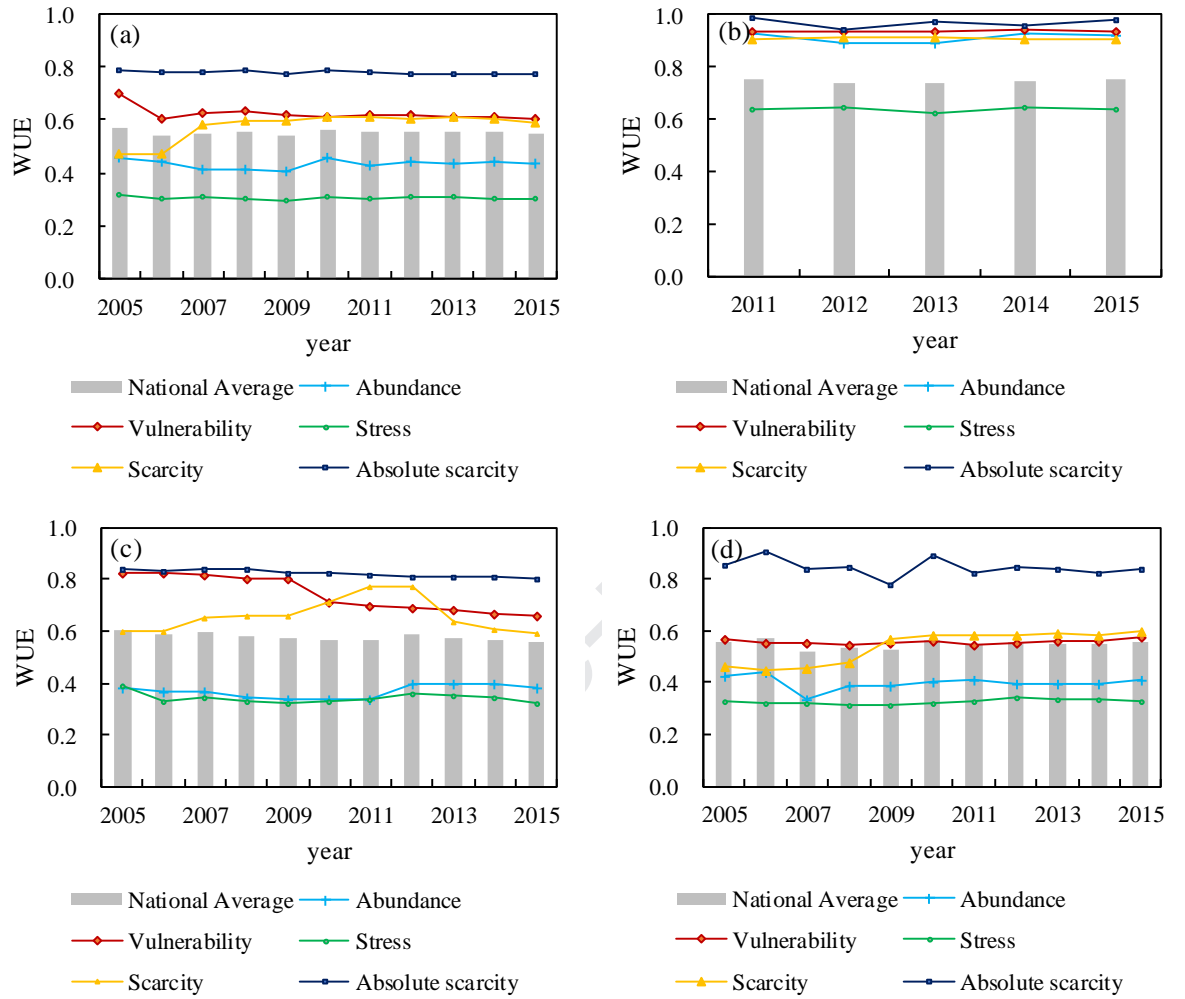 (a)
1.0
0.8
0.6
0.4
0.2
0.0
WUE
2005 2007 2009 2011 2013 2015
year
National Average Abundance
Vulnerability Stress
Scarcity Absolute scarcity
(b)
1.0
0.8
0.6
0.4
0.2
0.0
WUE
2011 2012 2013 2014 2015
year
National Average Abundance
Vulnerability Stress
Scarcity Absolute scarcity
(c)
1.0
0.8
0.6
0.4
0.2
0.0
WUE
2005 2007 2009 2011 2013 2015
year
National Average Abundance
Vulnerability Stress
Scarcity Absolute scarcity
(d)
1.0
0.8
0.6
0.4
0.2
0.0
WUE
2005 2007 2009 2011 2013 2015
year
National Average Abundance
Vulnerability Stress
Scarcity Absolute scarcity